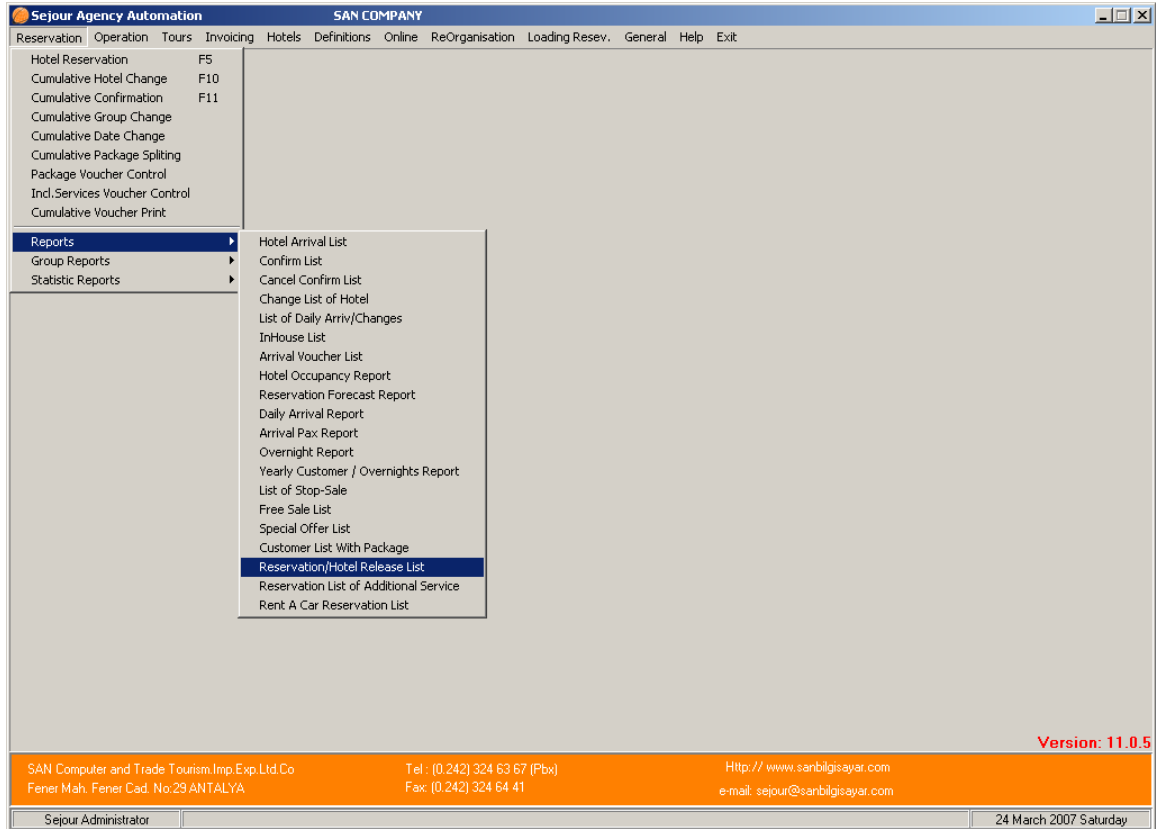 Sejour Agency Automation SAN COMPANY
Reservation Operation Tours Invoicing Hotels Definitions Online ReOrganisation Loading Resev. General Help Exit
Hotel Reservation F5
Cumulative Hotel Change F10
Cumulative Confirmation F11
Cumulative Group Change
Cumulative Date Change
Cumulative Package Spliting
Package Voucher Control
Incl.Services Voucher Control
Cumulative Voucher Print
Reports
Group Reports
Statistic Reports
Hotel Arrival List
Confirm List
Cancel Confirm List
Change List of Hotel
List of Daily Arriv/Changes
InHouse List
Arrival Voucher List
Hotel Occupancy Report
Reservation Forecast Report
Daily Arrival Report
Arrival Pax Report
Overnight Report
Yearly Customer / Overnights Report
List of Stop-Sale
Free Sale List
Special Offer List
Customer List With Package
Reservation/Hotel Release List
Reservation List of Additional Service
Rent A Car Reservation List
Version: 11.0.5
SAN Computer and Trade Tourism.Imp.Exp.Ltd.Co Tel : (0.242) 324 63 67 (Pbx) Http:// www.sanbilgisayar.com
Fener Mah. Fener Cad. No:29 ANTALYA Fax: (0.242) 324 64 41 e-mail: sejour@sanbilgisayar.com
Sejour Administrator 24 March 2007 Saturday